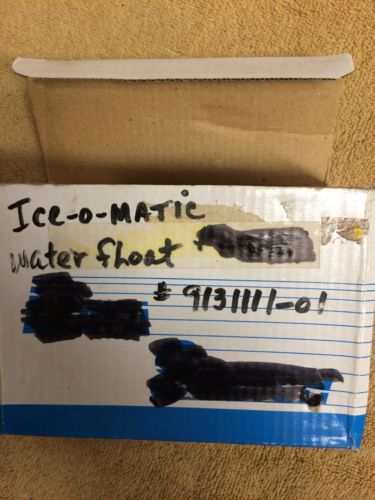 Ice-o-MATIC
water float
# 9131111-01